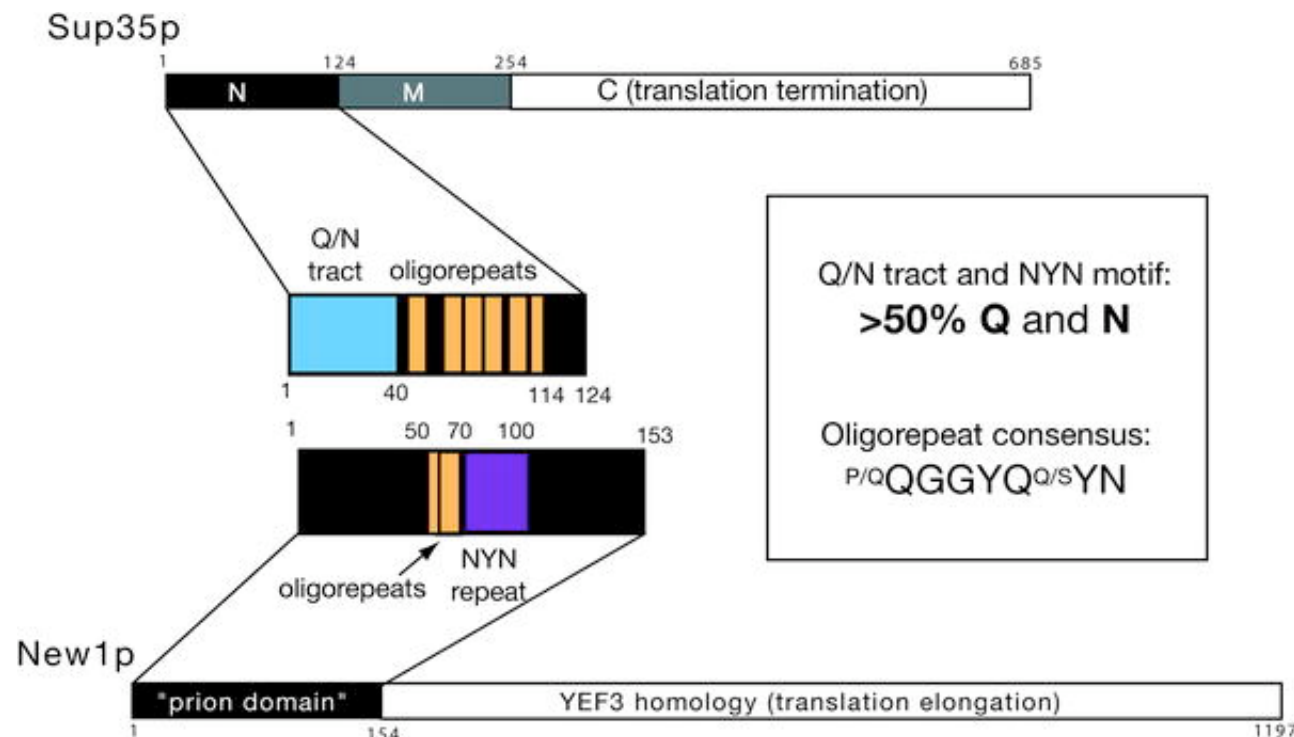 Sup35p
1 124 254 685
N M C (translation termination)
Q/N
tract oligorepeats
1 40 114 124
Q/N tract and NYN motif:
>50% Q and N
Oligorepeat consensus:
P/QQGGYQQ/SYN
1 50 70 100 153
oligorepeats
NYN
repeat
New1p
"prion domain" YEF3 homology (translation elongation)
1 154 1197